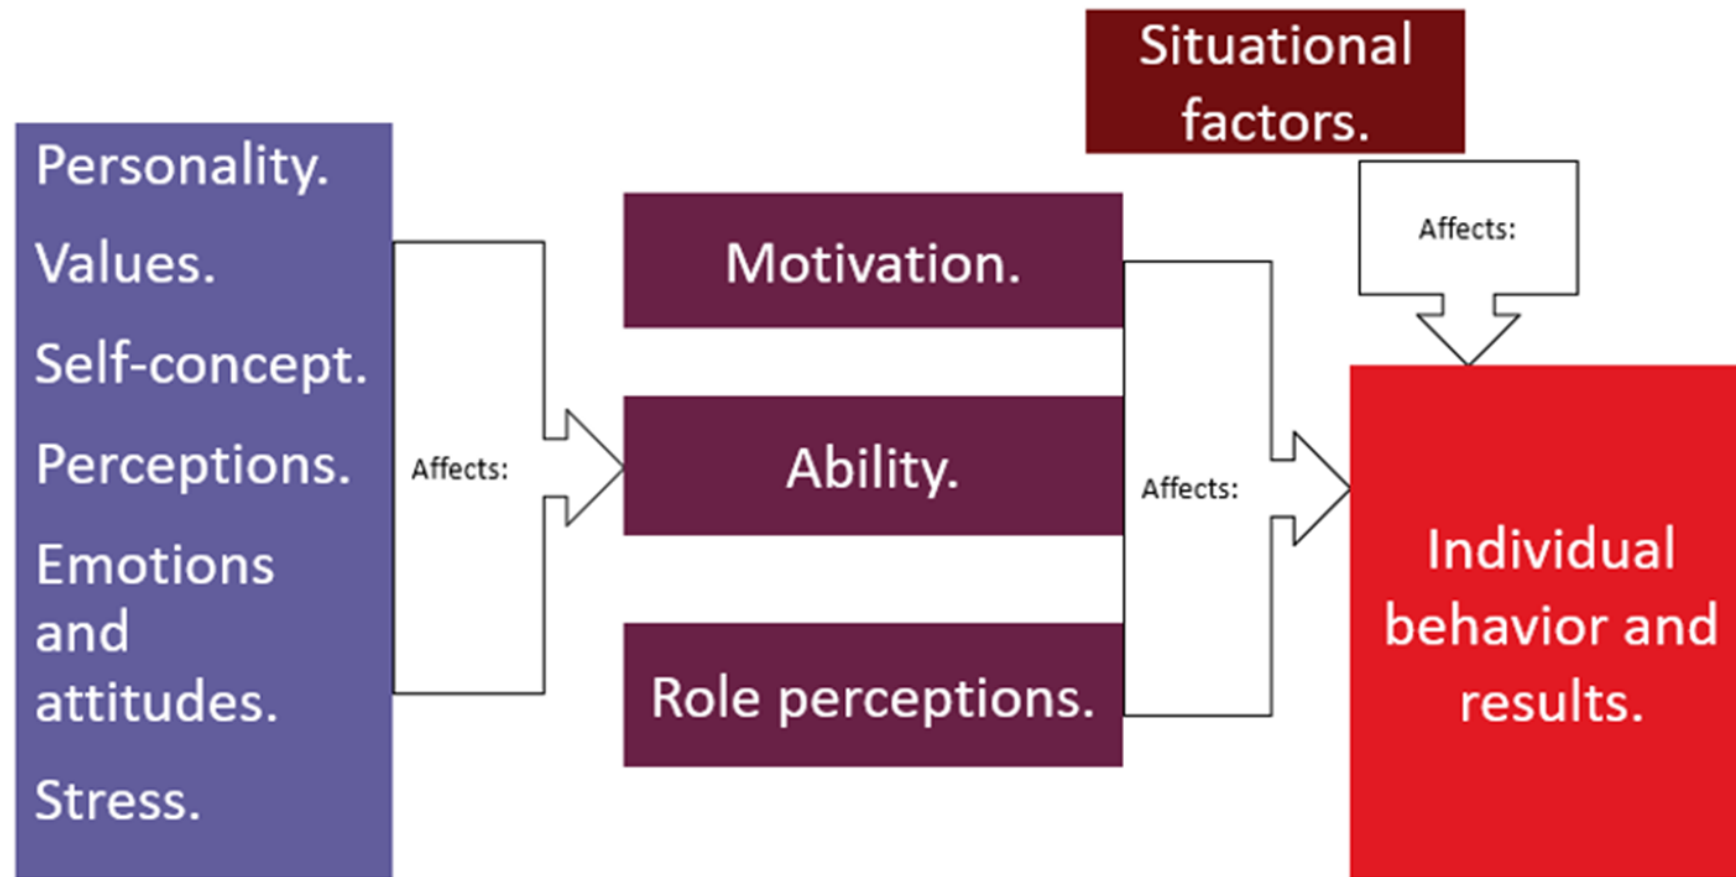 Situational
factors.
Personality.
Values.
Self-concept.
Perceptions.
Emotions
and
attitudes.
Stress.
Affects:
Motivation.
Ability.
Role perceptions.
Affects:
Affects:
Individual
behavior and
results.